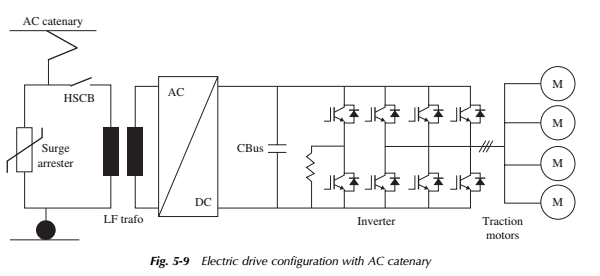 AC catenary
HSCB
AC
M
M
Surge
arrester
CBus
M
DC
M
LF trafo
Inverter
Traction
motors
Fig. 5-9 Electric drive configuration with AC catenary